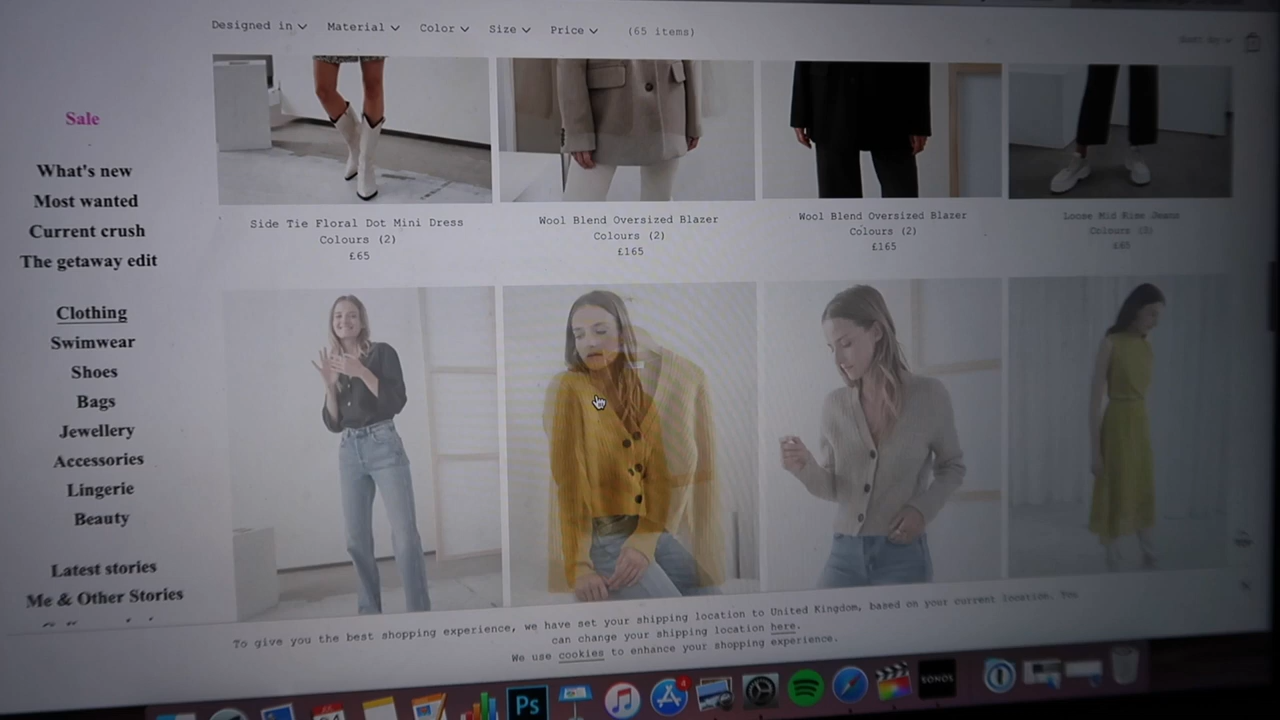 Designed in Material Color Size Price (65 items)
Sale
What's new
Most wanted
Current crush
The getaway edit
Clothing
Swimwear
Shoes
Bags
Jewellery
Accessories
Lingerie
Beauty
Latest stories
Me & Other Stories
Side Tie Floral Dot Mini Dress
Colours (2)
£65
Wool Blend Oversized Blazer
Colours (2)
£165
Wool Blend Oversized Blazer
Colours (2)
£165
Loose Mid Rise Jeans
To give you the best shopping experience, we have set your shipping location to United Kingdom, based on your current location. You
can change your shipping location here.
We use cookies to enhance your shopping experience.
Ps
4
SONOS